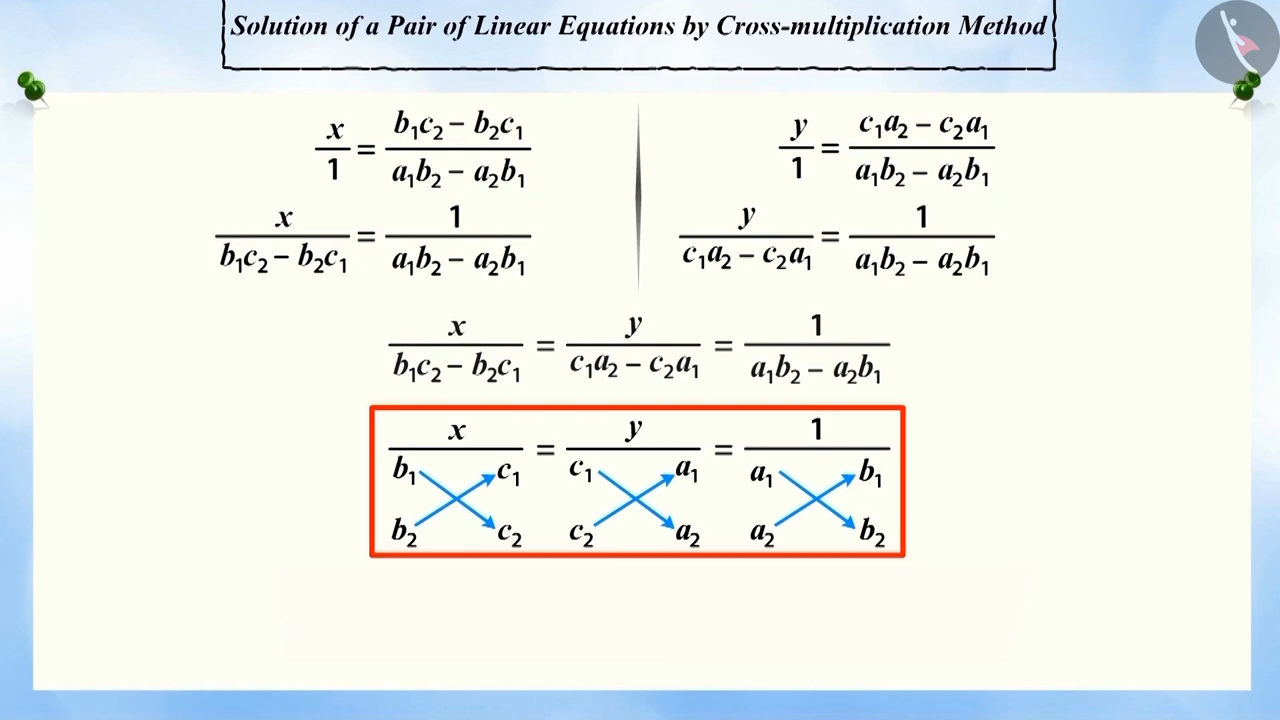 Solution of a Pair of Linear Equations by Cross-multiplication Method
x/1 = (b₁c₂ – b₂c₁)/(a₁b₂ – a₂b₁)
x/(b₁c₂ – b₂c₁) = 1/(a₁b₂ – a₂b₁)
y/1 = (c₁a₂ – c₂a₁)/(a₁b₂ – a₂b₁)
y/(c₁a₂ – c₂a₁) = 1/(a₁b₂ – a₂b₁)
x/(b₁c₂ – b₂c₁) = y/(c₁a₂ – c₂a₁) = 1/(a₁b₂ – a₂b₁)
x = y = 1
b₁ c₁ c₁ a₁ a₁ b₁
b₂ c₂ c₂ a₂ a₂ b₂